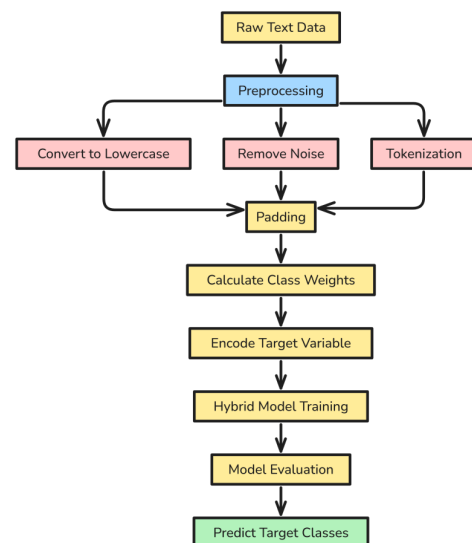 Raw Text Data
Preprocessing
Convert to Lowercase
Remove Noise
Tokenization
Padding
Calculate Class Weights
Encode Target Variable
Hybrid Model Training
Model Evaluation
Predict Target Classes